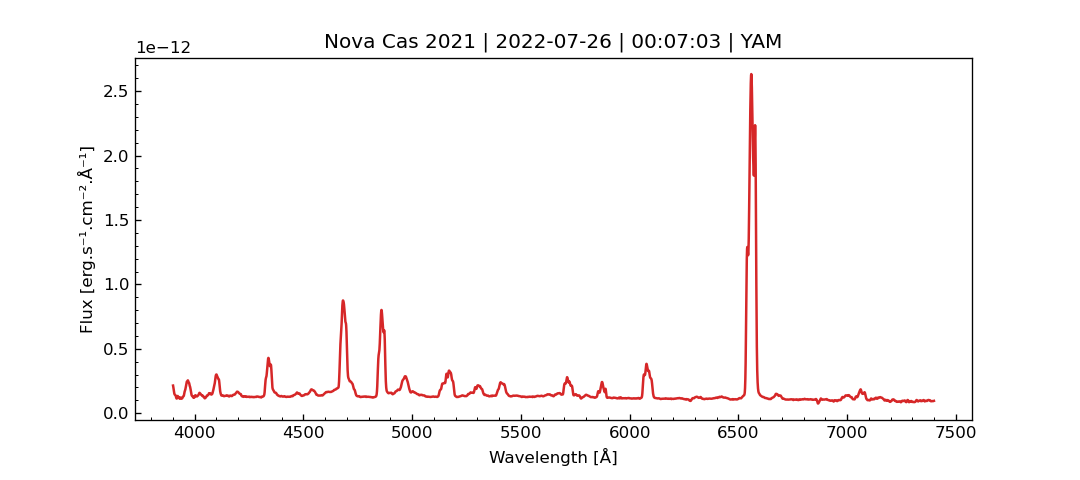 Nova Cas 2021 | 2022-07-26 | 00:07:03 | YAM
1e−12
2.5
2.0
1.5
1.0
0.5
0.0
Flux [erg.s⁻¹.cm⁻².Å⁻¹]
4000 4500 5000 5500 6000 6500 7000 7500
Wavelength [Å]